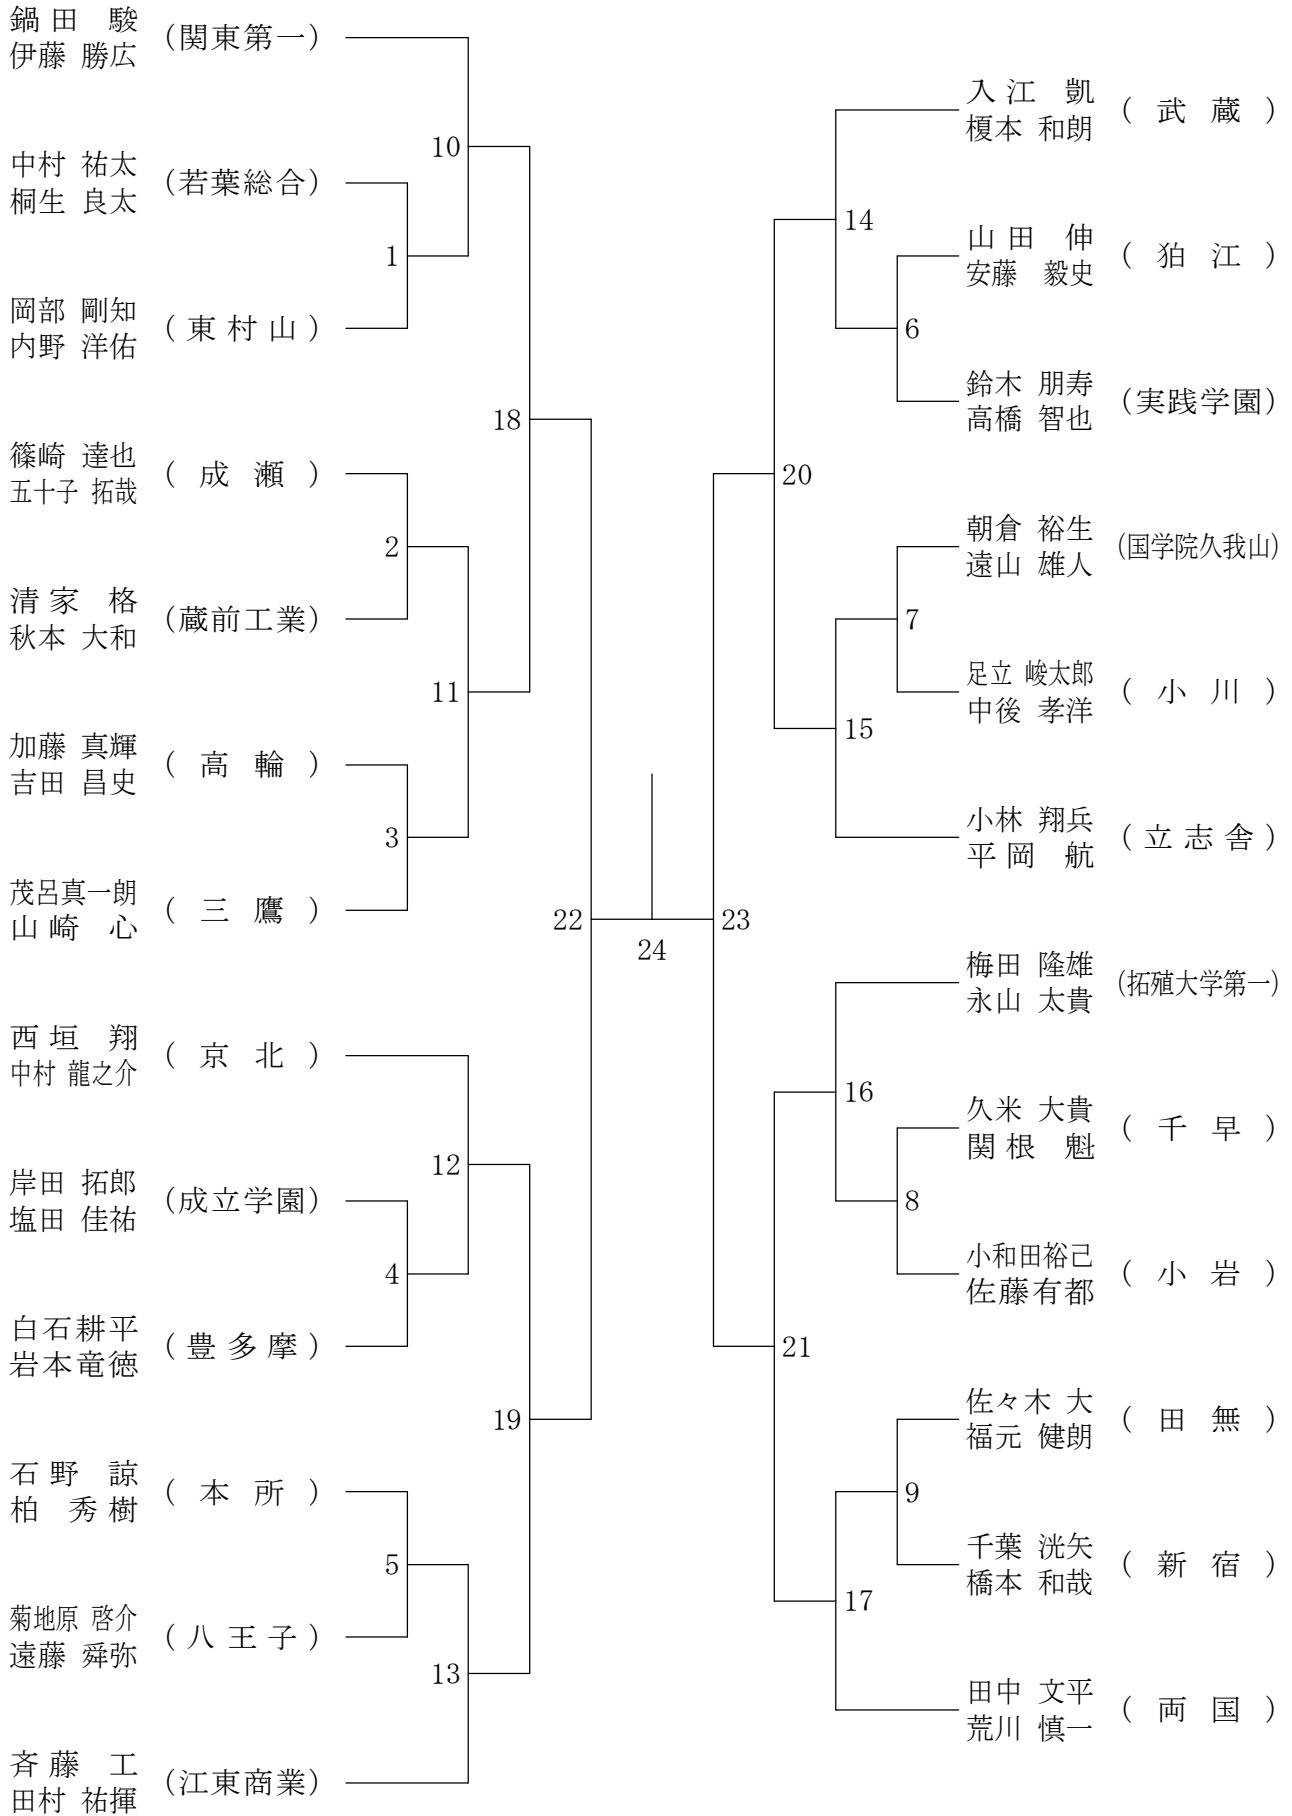 鍋田 駿
伊藤 勝広
(関東第一)
中村 祐太
桐生 良太
(若葉総合)
岡部 剛知
内野 洋佑
(東村山)
篠崎 達也
五十子 拓哉
(成瀬)
清家 格
秋本 大和
(蔵前工業)
加藤 真輝
吉田 昌史
(高輪)
茂呂真一朗
山崎 心
(三鷹)
西垣 翔
中村 龍之介
(京北)
岸田 拓郎
塩田 佳祐
(成立学園)
白石耕平
岩本竜徳
(豊多摩)
石野 諒
柏 秀樹
(本所)
菊地原 啓介
遠藤 舜弥
(八王子)
斉藤 工
田村 祐揮
(江東商業)
10
1
18
2
11
3
22
12
4
19
5
13
24
14
6
20
7
15
23
16
8
21
9
17
入江 凱
榎本 和朗
(武蔵)
山田 伸
安藤 毅史
(狛江)
鈴木 朋寿
高橋 智也
(実践学園)
朝倉 裕生
遠山 雄人
(国学院久我山)
足立 峻太郎
中後 孝洋
(小川)
小林 翔兵
平岡 航
(立志舎)
梅田 隆雄
永山 太貴
(拓殖大学第一)
久米 大貴
関根 魁
(千早)
小和田裕己
佐藤有都
(小岩)
佐々木 大
福元 健朗
(田無)
千葉 洸矢
橋本 和哉
(新宿)
田中 文平
荒川 慎一
(両国)